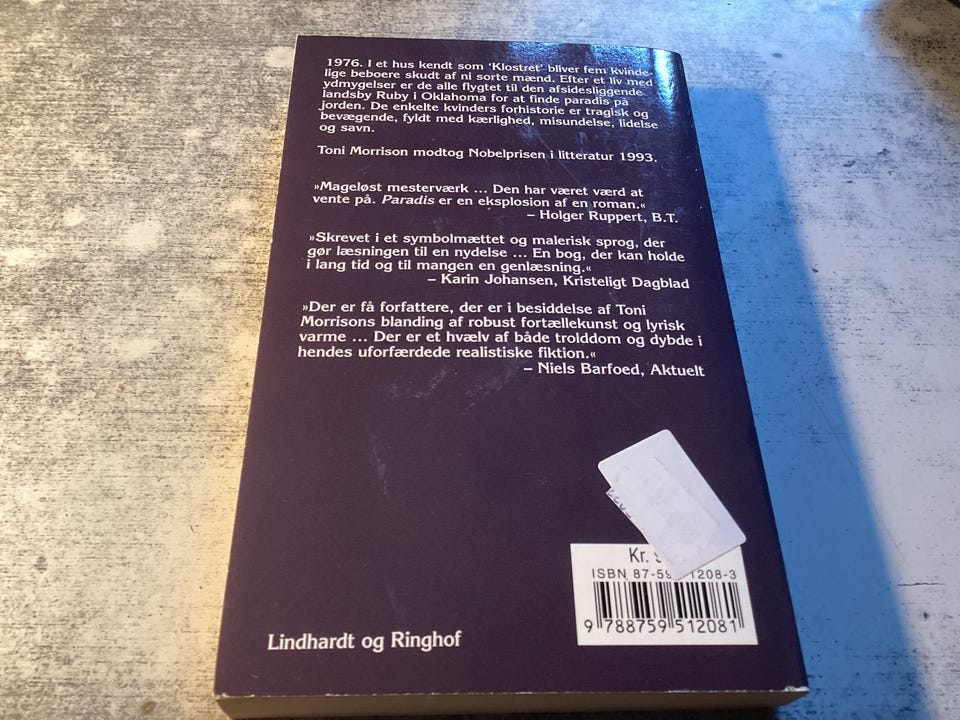 1976. I et hus kendt som 'Klostret' bliver fem kvinde-
lige beboere skudt af ni sorte mænd. Efter et liv med
ydmygelser er de alle flygtet til den afsidesliggende
landsby Ruby i Oklahoma for at finde paradis på
jorden. De enkelte kvinders forhistorie er tragisk og
bevægende, fyldt med kærlighed, misundelse, lidelse
og savn.
Toni Morrison modtog Nobelprisen i litteratur 1993.
»Mageløst mesterværk ... Den har været værd at
vente på. Paradis er en eksplosion af en roman.«
– Holger Ruppert, B.T.
»Skrevet i et symbolmættet og malerisk sprog, der
gør læsningen til en nydelse ... En bog, der kan holde
i lang tid og til mangen en genlæsning.«
– Karin Johansen, Kristeligt Dagblad
»Der er få forfattere, der er i besiddelse af Toni
Morrisons blanding af robust fortællekunst og lyrisk
varme ... Der er et hvælv af både trolddom og dybde i
hendes uforfærdede realistiske fiktion.«
– Niels Barfoed, Aktuelt
Kr.
ISBN 87-59 1208-3
9 788759 512081
Lindhardt og Ringhof